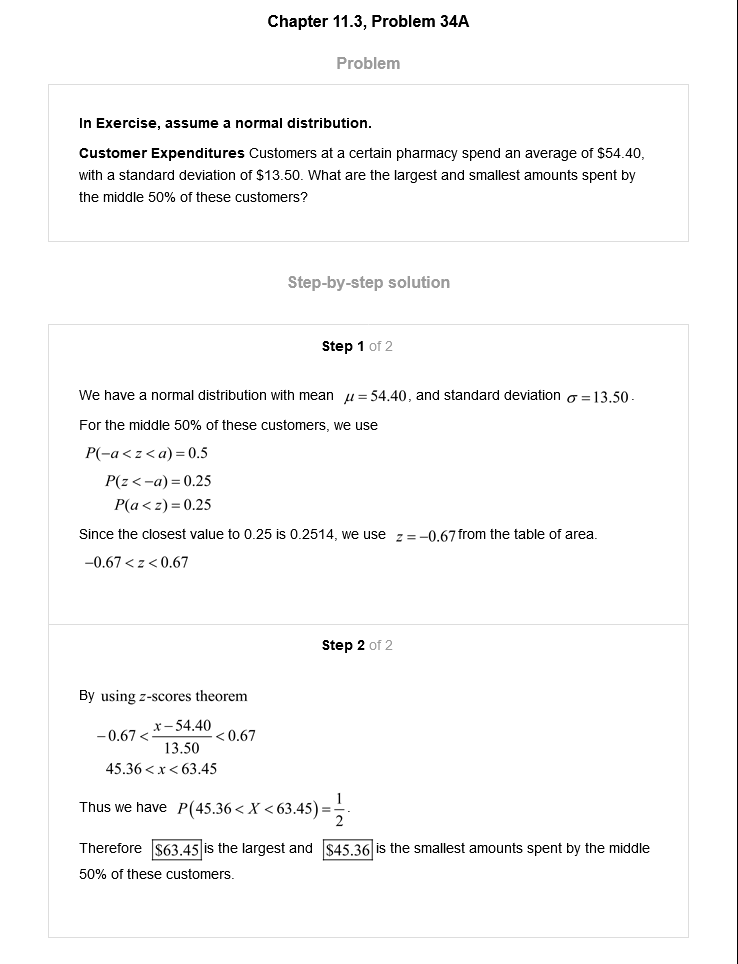 Chapter 11.3, Problem 34A
Problem
In Exercise, assume a normal distribution.
Customer Expenditures Customers at a certain pharmacy spend an average of $54.40,
with a standard deviation of $13.50. What are the largest and smallest amounts spent by
the middle 50% of these customers?
Step-by-step solution
Step 1 of 2
We have a normal distribution with mean μ = 54.40, and standard deviation σ = 13.50.
For the middle 50% of these customers, we use
P(−a < z < a) = 0.5
P(z < −a) = 0.25
P(a < z) = 0.25
Since the closest value to 0.25 is 0.2514, we use z = −0.67 from the table of area.
−0.67 < z < 0.67
Step 2 of 2
By using z-scores theorem
−0.67 < (x − 54.40)/13.50 < 0.67
45.36 < x < 63.45
Thus we have P(45.36 < X < 63.45) = 1/2.
Therefore $63.45 is the largest and $45.36 is the smallest amounts spent by the middle
50% of these customers.